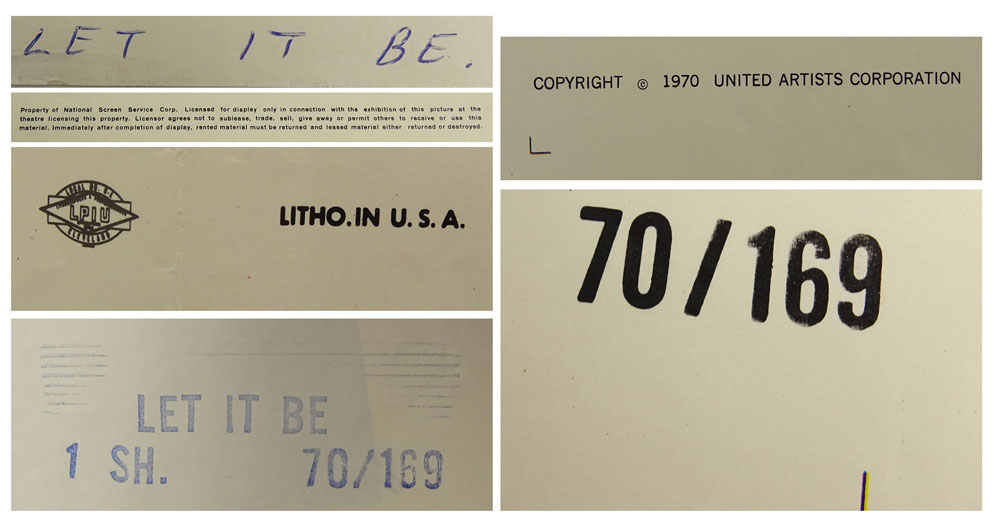 LET IT BE.
Property of National Screen Service Corp. Licensed for display only in connection with the exhibition of this picture at the
theatre licensing this property. Licensor agrees not to sublease, trade, sell, give away or permit others to receive or use this
material. Immediately after completion of display, rented material must be returned and leased material either returned or destroyed.
LOCAL NO.
LPIU
CLEVELAND
LITHO. IN U. S. A.
LET IT BE
1 SH. 70/169
COPYRIGHT © 1970 UNITED ARTISTS CORPORATION
70/169